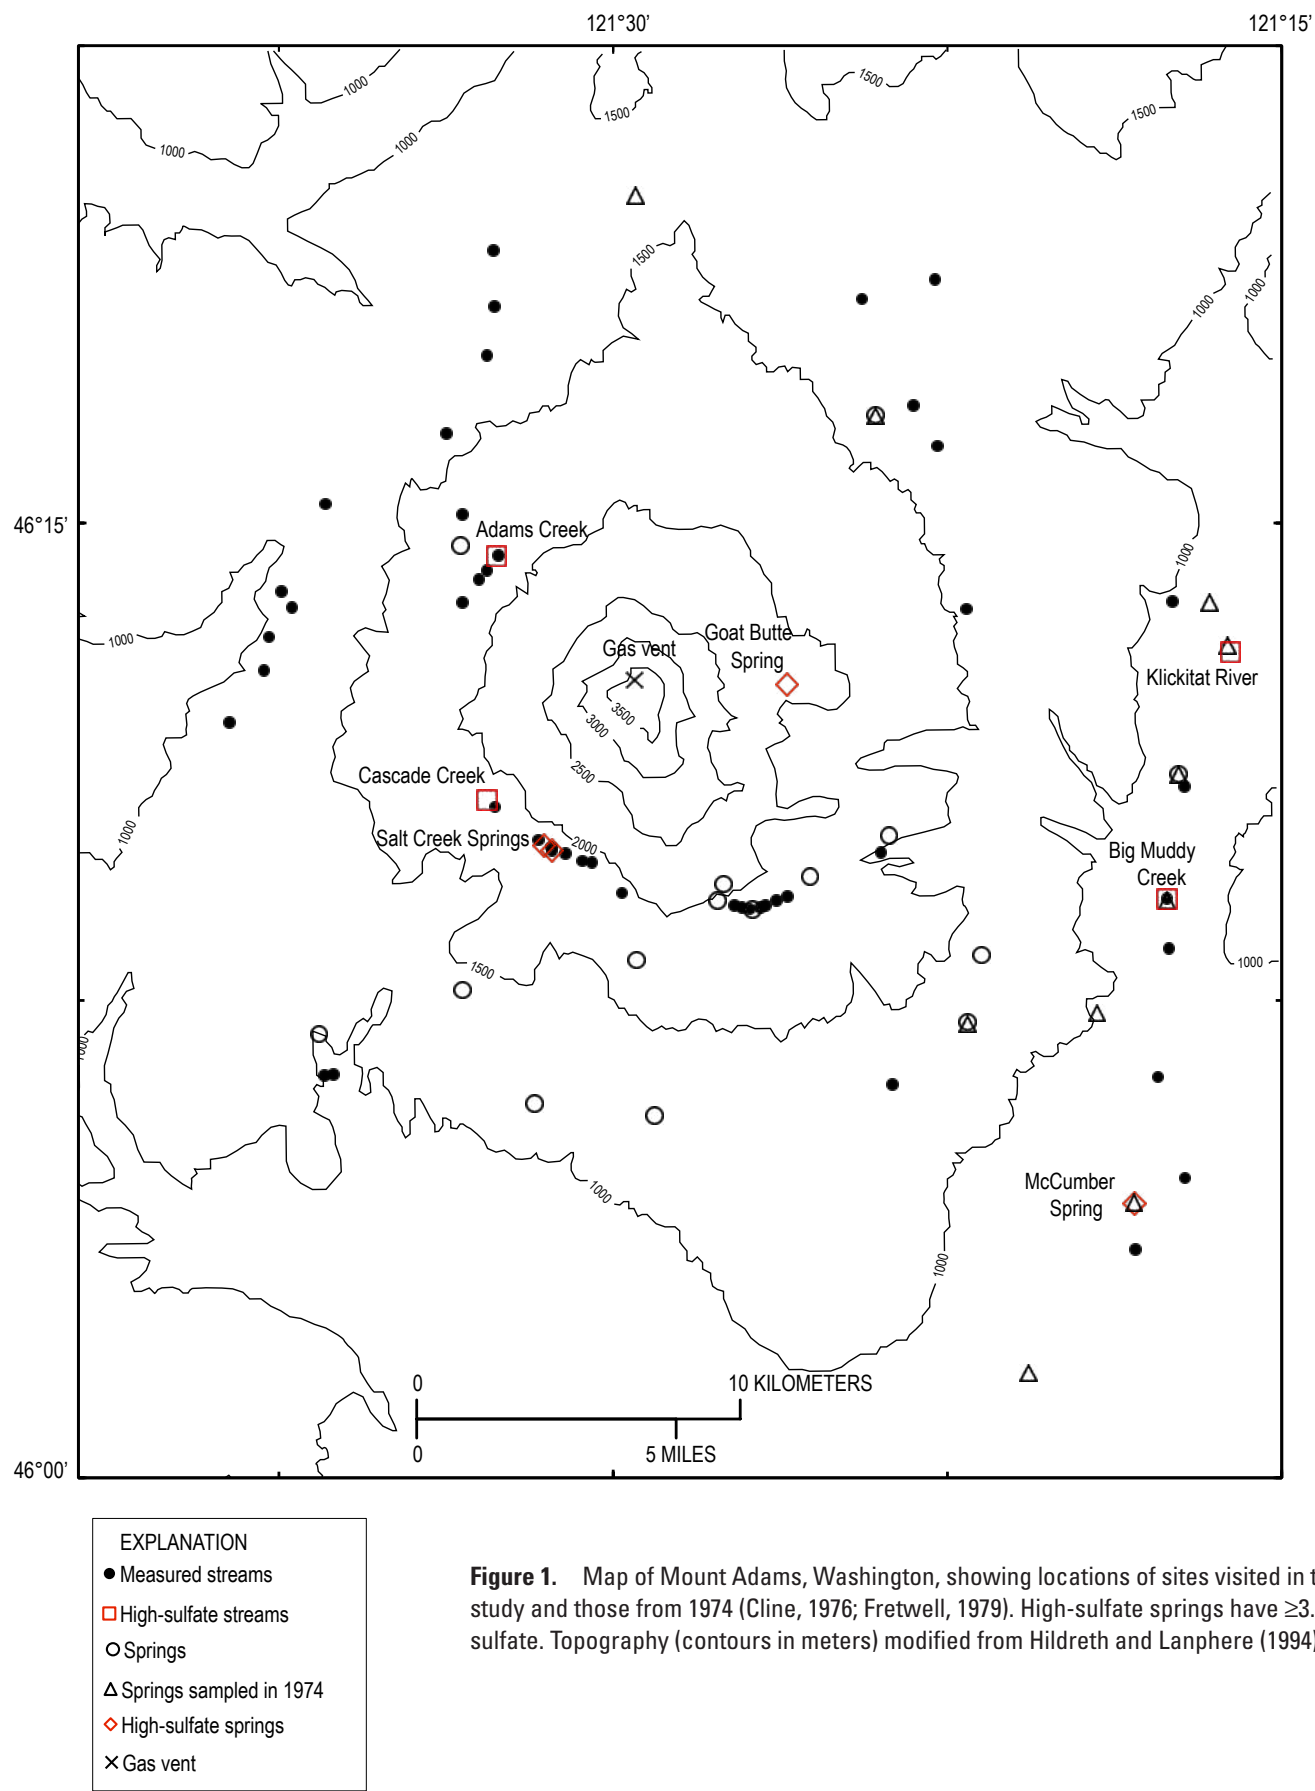 121°30'
121°15'
1000
1500
1500
1500
1000
1000
1500
1000
1000
46°15'
Adams Creek
1000
1000
Gas vent
Goat Butte
Spring
Klickitat River
3500
3000
2500
Cascade Creek
1000
Salt Creek Springs
2000
Big Muddy
Creek
1500
1000
1000
McCumber
Spring
1000
1000
0
10 KILOMETERS
0
5 MILES
46°00'
EXPLANATION
Measured streams
High-sulfate streams
Springs
Springs sampled in 1974
High-sulfate springs
Gas vent
Figure 1. Map of Mount Adams, Washington, showing locations of sites visited in
study and those from 1974 (Cline, 1976; Fretwell, 1979). High-sulfate springs have ≥3.
sulfate. Topography (contours in meters) modified from Hildreth and Lanphere (1994)